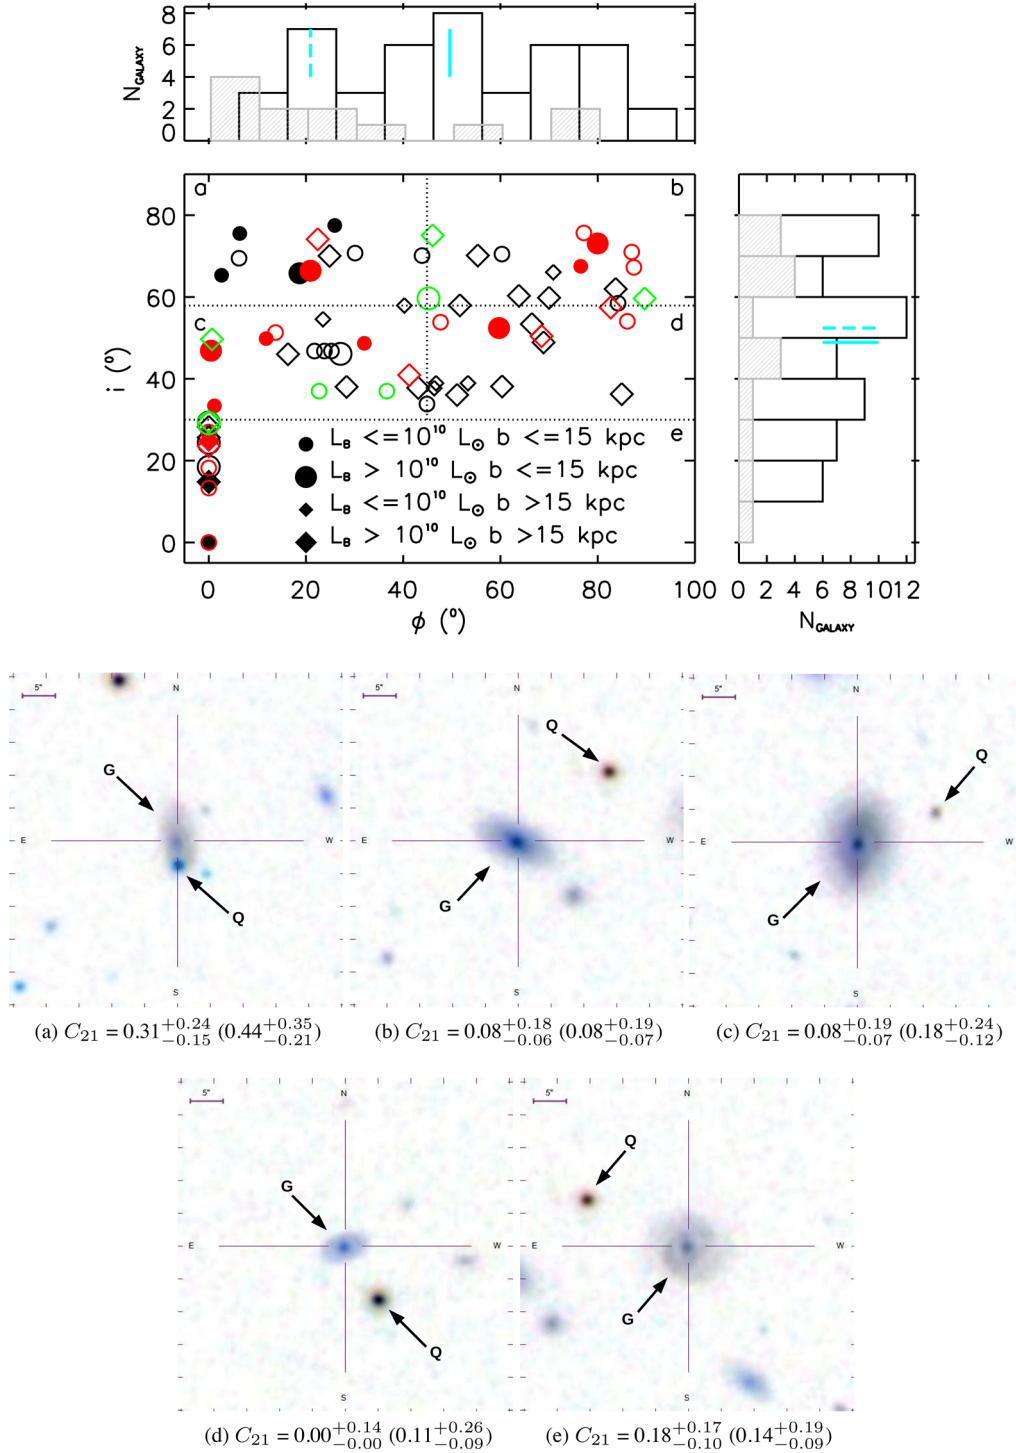 8
6
4
2
0
N_GALAXY
a b
c d
e
80
60
40
20
0
i (°)
L_B <=10^10 L_⊙ b <=15 kpc
L_B > 10^10 L_⊙ b <=15 kpc
L_B <=10^10 L_⊙ b >15 kpc
L_B > 10^10 L_⊙ b >15 kpc
0 20 40 60 80 100
ϕ (°)
0 2 4 6 8 10 12
N_GALAXY
5" N
G
E W
Q
S
5" N
Q
E
G
S
5" N
Q
W
G
S
(a) C_21 = 0.31^{+0.24}_{−0.15} (0.44^{+0.35}_{−0.21})
(b) C_21 = 0.08^{+0.18}_{−0.06} (0.08^{+0.19}_{−0.07})
(c) C_21 = 0.08^{+0.19}_{−0.07} (0.18^{+0.24}_{−0.12})
5" N
G
E W
Q
S
5" N
Q
E W
G
S
(d) C_21 = 0.00^{+0.14}_{−0.00} (0.11^{+0.26}_{−0.09})
(e) C_21 = 0.18^{+0.17}_{−0.10} (0.14^{+0.19}_{−0.09})